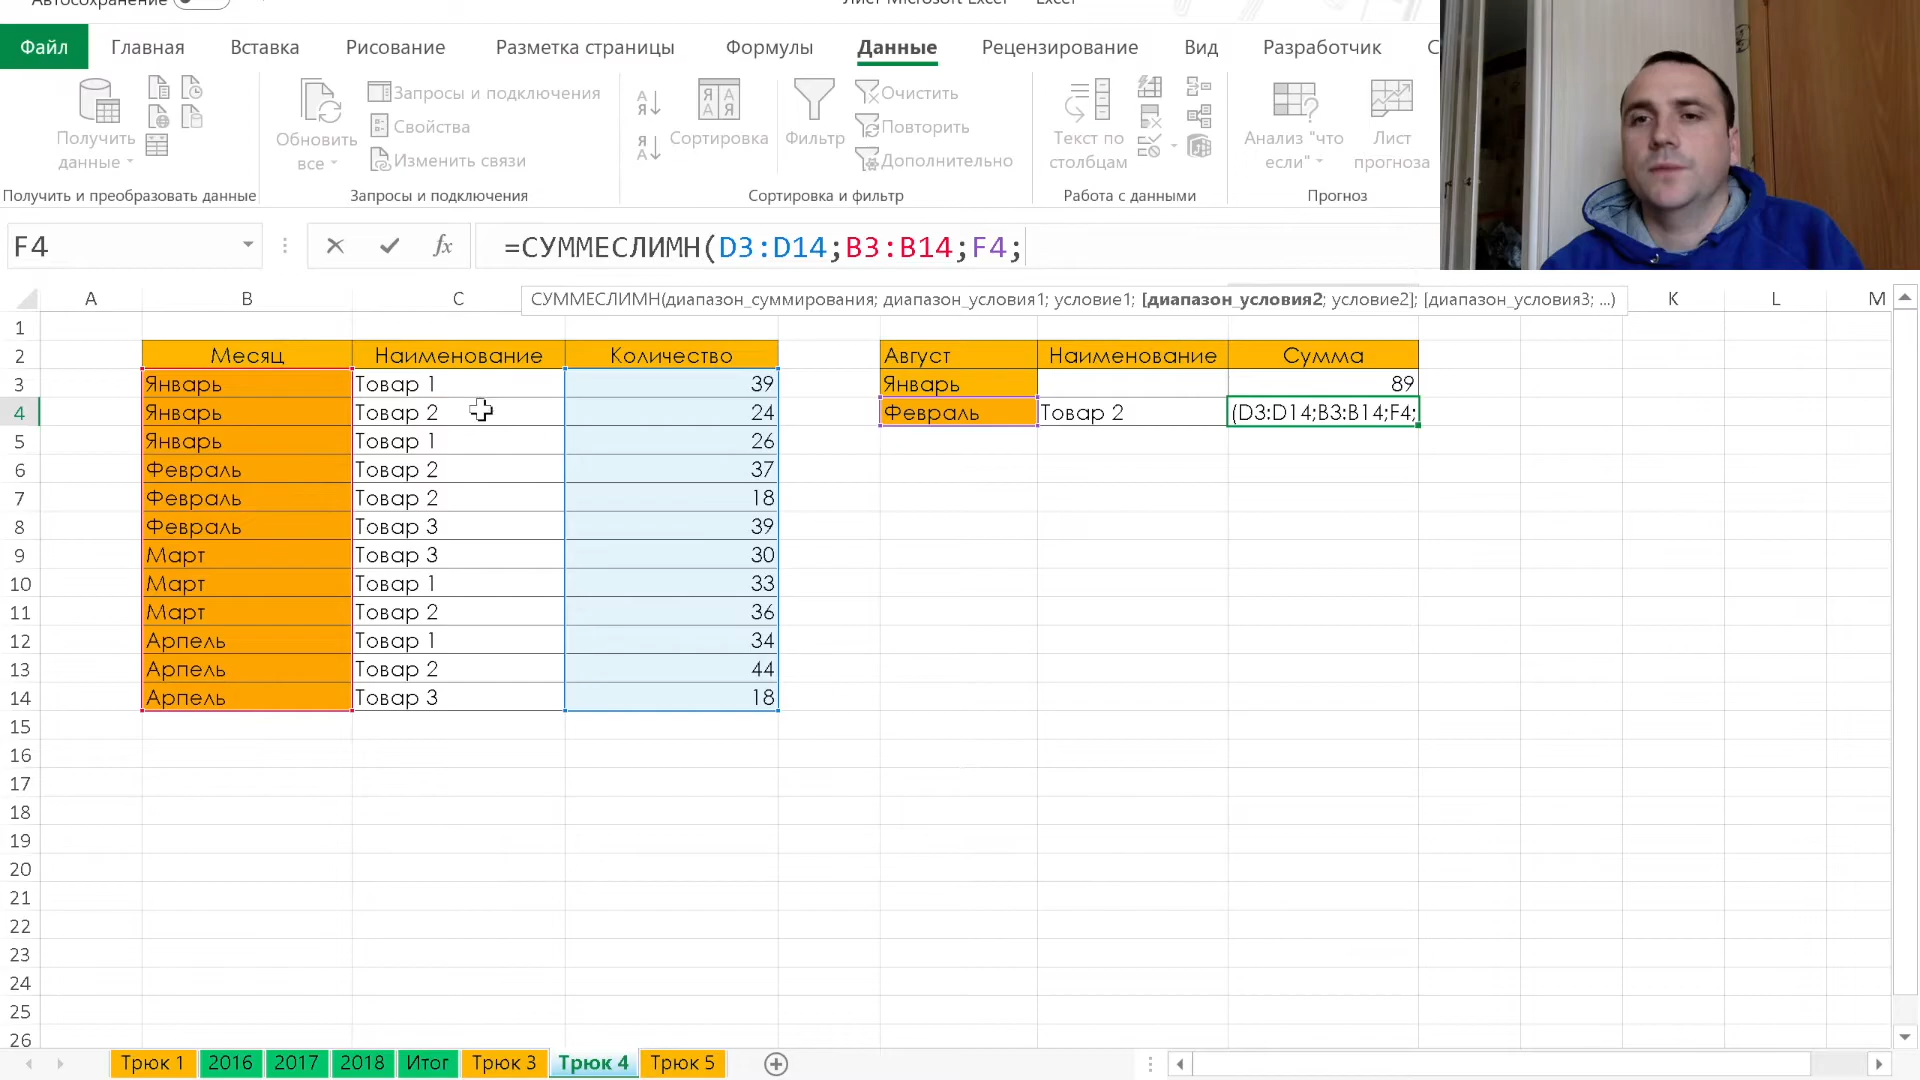 Автосохранение
Лист Microsoft Excel - Excel
Файл Главная Вставка Рисование Разметка страницы Формулы Данные Рецензирование Вид Разработчик С
Получить данные
Обновить все
Запросы и подключения
Свойства
Изменить связи
Сортировка
Фильтр
Очистить
Повторить
Дополнительно
Текст по столбцам
Анализ "что если"
Лист прогноза
Получить и преобразовать данные Запросы и подключения Сортировка и фильтр Работа с данными Прогноз
F4 fx =СУММЕСЛИМН(D3:D14;B3:B14;F4;
СУММЕСЛИМН(диапазон_суммирования; диапазон_условия1; условие1; [диапазон_условия2; условие2]; [диапазон_условия3; ...)
A B C K L M
1
2 Месяц Наименование Количество Август Наименование Сумма
3 Январь Товар 1 39 Январь 89
4 Январь Товар 2 24 Февраль Товар 2 (D3:D14;B3:B14;F4;
5 Январь Товар 1 26
6 Февраль Товар 2 37
7 Февраль Товар 2 18
8 Февраль Товар 3 39
9 Март Товар 3 30
10 Март Товар 1 33
11 Март Товар 2 36
12 Арпель Товар 1 34
13 Арпель Товар 2 44
14 Арпель Товар 3 18
15
16
17
18
19
20
21
22
23
24
25
26
Трюк 1 2016 2017 2018 Итог Трюк 3 Трюк 4 Трюк 5